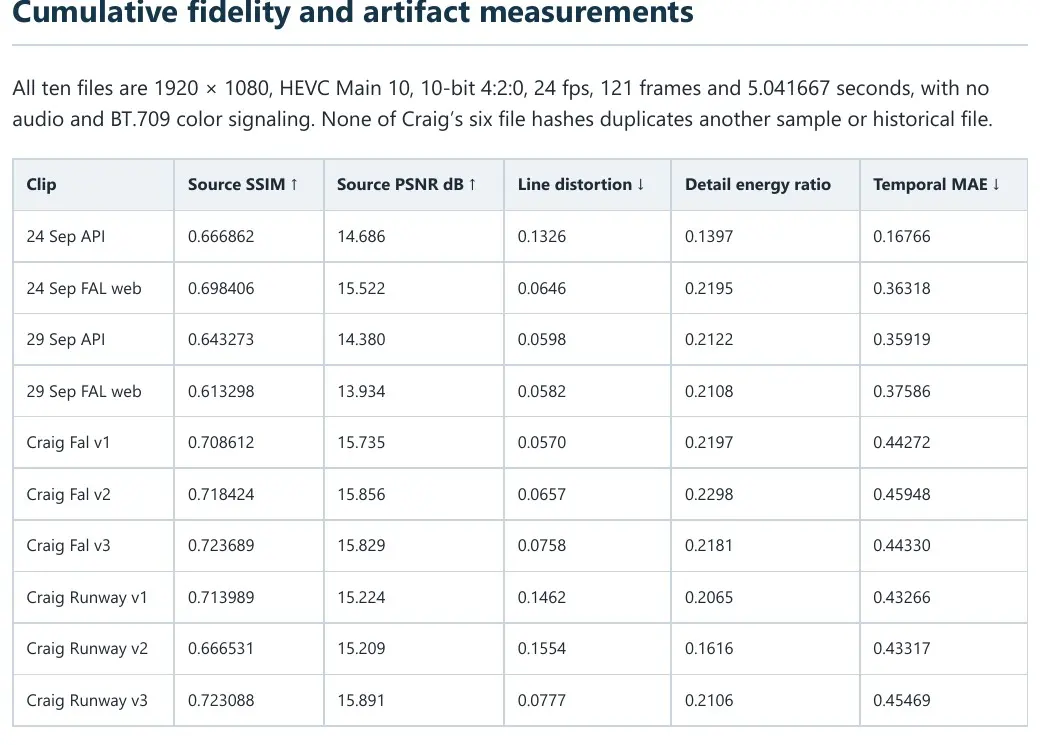 Cumulative fidelity and artifact measurements
All ten files are 1920 × 1080, HEVC Main 10, 10-bit 4:2:0, 24 fps, 121 frames and 5.041667 seconds, with no
audio and BT.709 color signaling. None of Craig’s six file hashes duplicates another sample or historical file.
Clip Source SSIM ↑ Source PSNR dB ↑ Line distortion ↓ Detail energy ratio Temporal MAE ↓
24 Sep API 0.666862 14.686 0.1326 0.1397 0.16766
24 Sep FAL web 0.698406 15.522 0.0646 0.2195 0.36318
29 Sep API 0.643273 14.380 0.0598 0.2122 0.35919
29 Sep FAL web 0.613298 13.934 0.0582 0.2108 0.37586
Craig Fal v1 0.708612 15.735 0.0570 0.2197 0.44272
Craig Fal v2 0.718424 15.856 0.0657 0.2298 0.45948
Craig Fal v3 0.723689 15.829 0.0758 0.2181 0.44330
Craig Runway v1 0.713989 15.224 0.1462 0.2065 0.43266
Craig Runway v2 0.666531 15.209 0.1554 0.1616 0.43317
Craig Runway v3 0.723088 15.891 0.0777 0.2106 0.45469